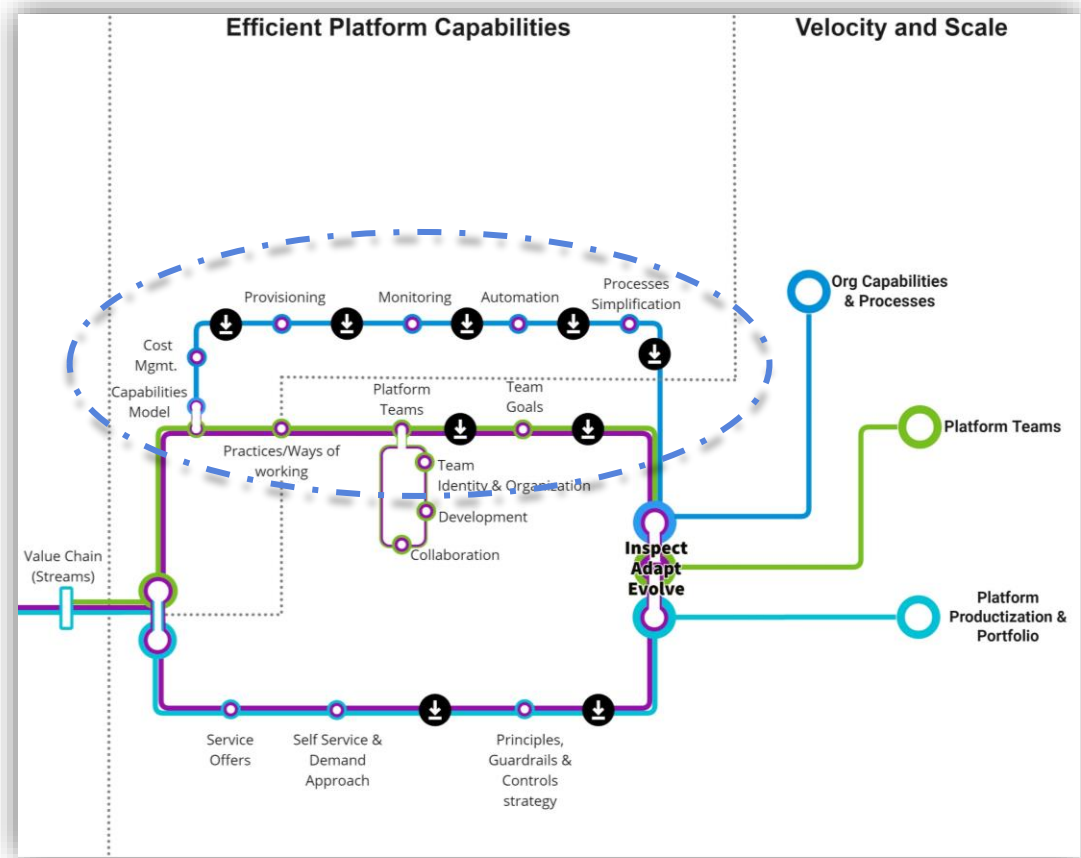 Efficient Platform Capabilities
Velocity and Scale
Processes
Simplification
Provisioning
Monitoring
Automation
Org Capabilities
& Processes
Cost
Mgmt.
Capabilities
Model
Platform
Teams
Team
Goals
Platform Teams
Practices/Ways of
working
Team
Identity & Organization
Development
Collaboration
Inspect
Adapt
Evolve
Value Chain
(Streams)
Platform
Productization &
Portfolio
Service
Offers
Self Service &
Demand
Approach
Principles,
Guardrails &
Controls
strategy